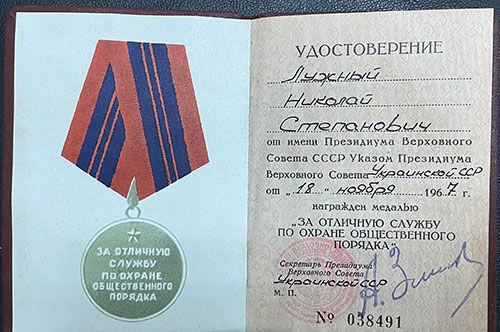 ЗА ОТЛИЧНУЮ
СЛУЖБУ
ПО ОХРАНЕ
ОБЩЕСТВЕННОГО
ПОРЯДКА
УДОСТОВЕРЕНИЕ
Лужный
Николай
Степанович
от имени Президиума Верховного
Совета СССР Указом Президиума
Верховного Совета Украинской ССР
от „18“ ноября 1967 г.
награжден медалью
„ЗА ОТЛИЧНУЮ СЛУЖБУ
ПО ОХРАНЕ ОБЩЕСТВЕННОГО
ПОРЯДКА“
Секретарь Президиума
Верховного Совета
Украинской ССР
М. П.
№ 038491